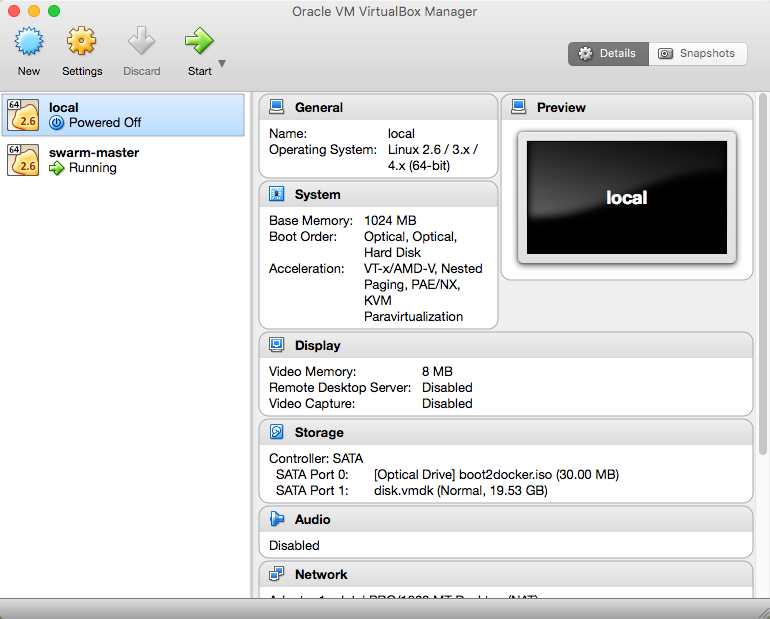 Oracle VM VirtualBox Manager
New
Settings
Discard
Start
Details
Snapshots
64
2.6
local
Powered Off
64
2.6
swarm-master
Running
General
Name: local
Operating System: Linux 2.6 / 3.x /
4.x (64-bit)
Preview
local
System
Base Memory: 1024 MB
Boot Order: Optical, Optical,
Hard Disk
Acceleration: VT-x/AMD-V, Nested
Paging, PAE/NX,
KVM
Paravirtualization
Display
Video Memory: 8 MB
Remote Desktop Server: Disabled
Video Capture: Disabled
Storage
Controller: SATA
SATA Port 0: [Optical Drive] boot2docker.iso (30.00 MB)
SATA Port 1: disk.vmdk (Normal, 19.53 GB)
Audio
Disabled
Network